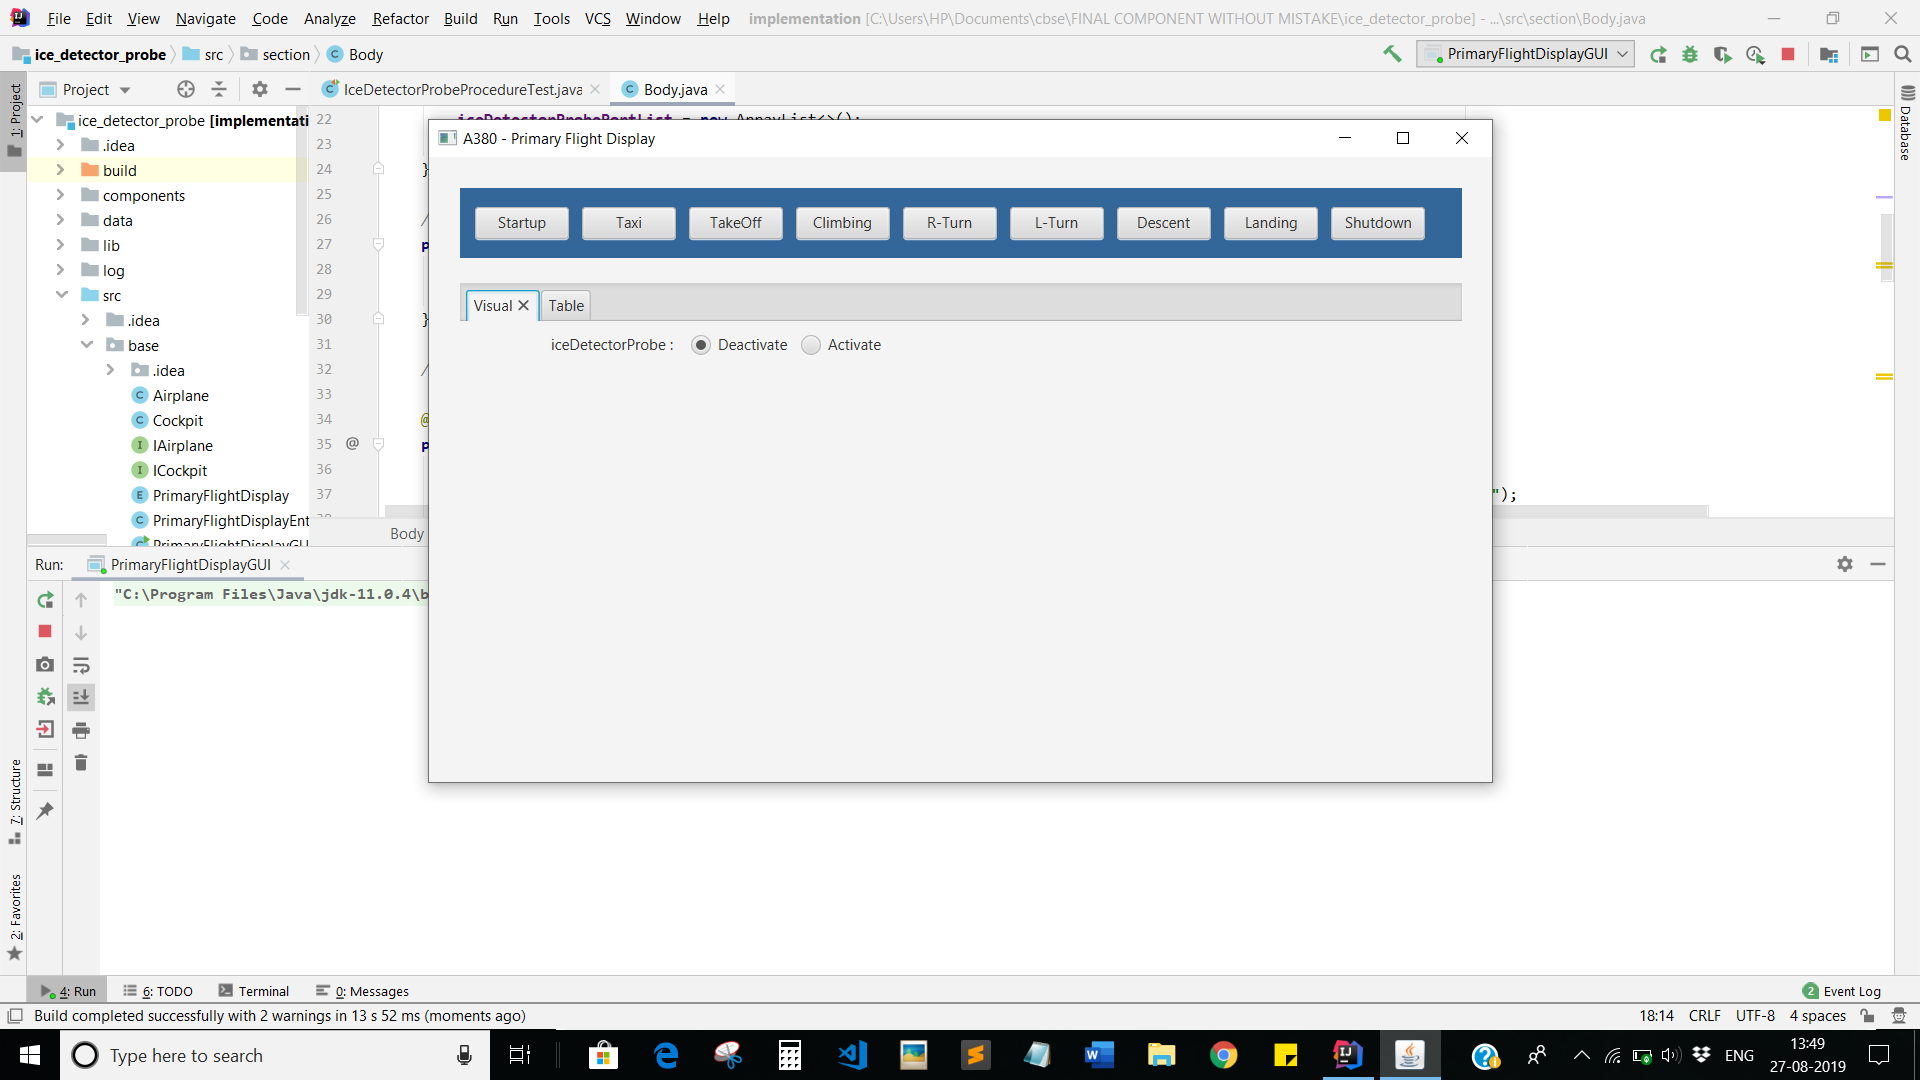 File Edit View Navigate Code Analyze Refactor Build Run Tools VCS Window Help implementation [C:\Users\HP\Documents\cbse\FINAL COMPONENT WITHOUT MISTAKE\ice_detector_probe] - ...\src\section\Body.java
ice_detector_probe src section Body
PrimaryFlightDisplayGUI
1: Project
Project
IceDetectorProbeProcedureTest.java
Body.java
Database
ice_detector_probe [implementati
.idea
build
components
data
lib
log
src
.idea
base
.idea
Airplane
Cockpit
IAirplane
ICockpit
PrimaryFlightDisplay
PrimaryFlightDisplayEnt
PrimaryFlightDisplayGU
22
23
24 }
25
26 /
27 p
28
29
30 }
31
32 /
33
34 @
35 @ p
36
37 ");
38
iceDetectorProbePortList = new ArrayList<>();
Body
A380 - Primary Flight Display
Startup Taxi TakeOff Climbing R-Turn L-Turn Descent Landing Shutdown
Visual Table
iceDetectorProbe : Deactivate Activate
Run: PrimaryFlightDisplayGUI
"C:\Program Files\Java\jdk-11.0.4\b
7: Structure
2: Favorites
4: Run 6: TODO Terminal 0: Messages
2 Event Log
Build completed successfully with 2 warnings in 13 s 52 ms (moments ago)
18:14 CRLF UTF-8 4 spaces
Type here to search
ENG
13:49
27-08-2019